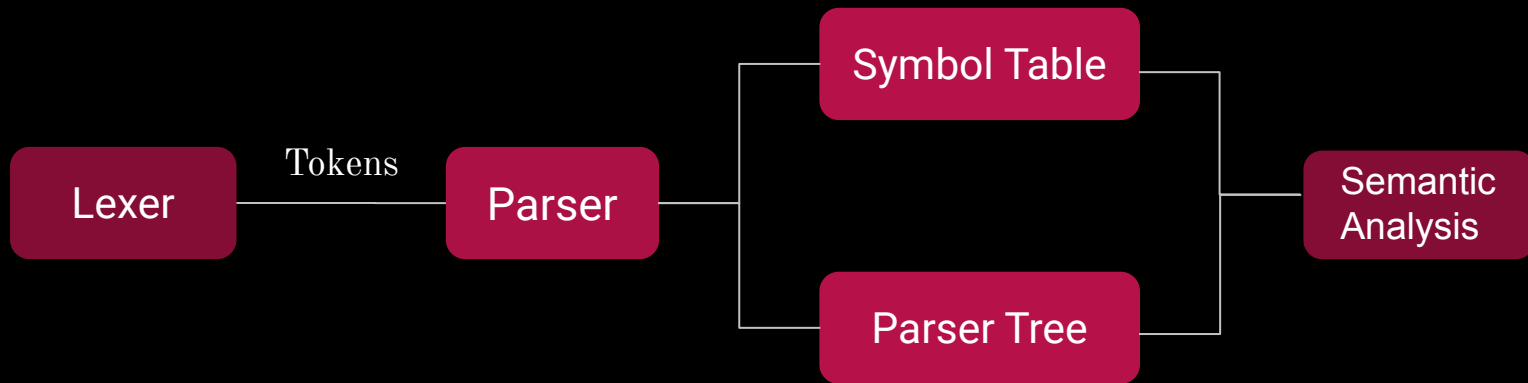 Lexer
Tokens
Parser
Symbol Table
Parser Tree
Semantic
Analysis